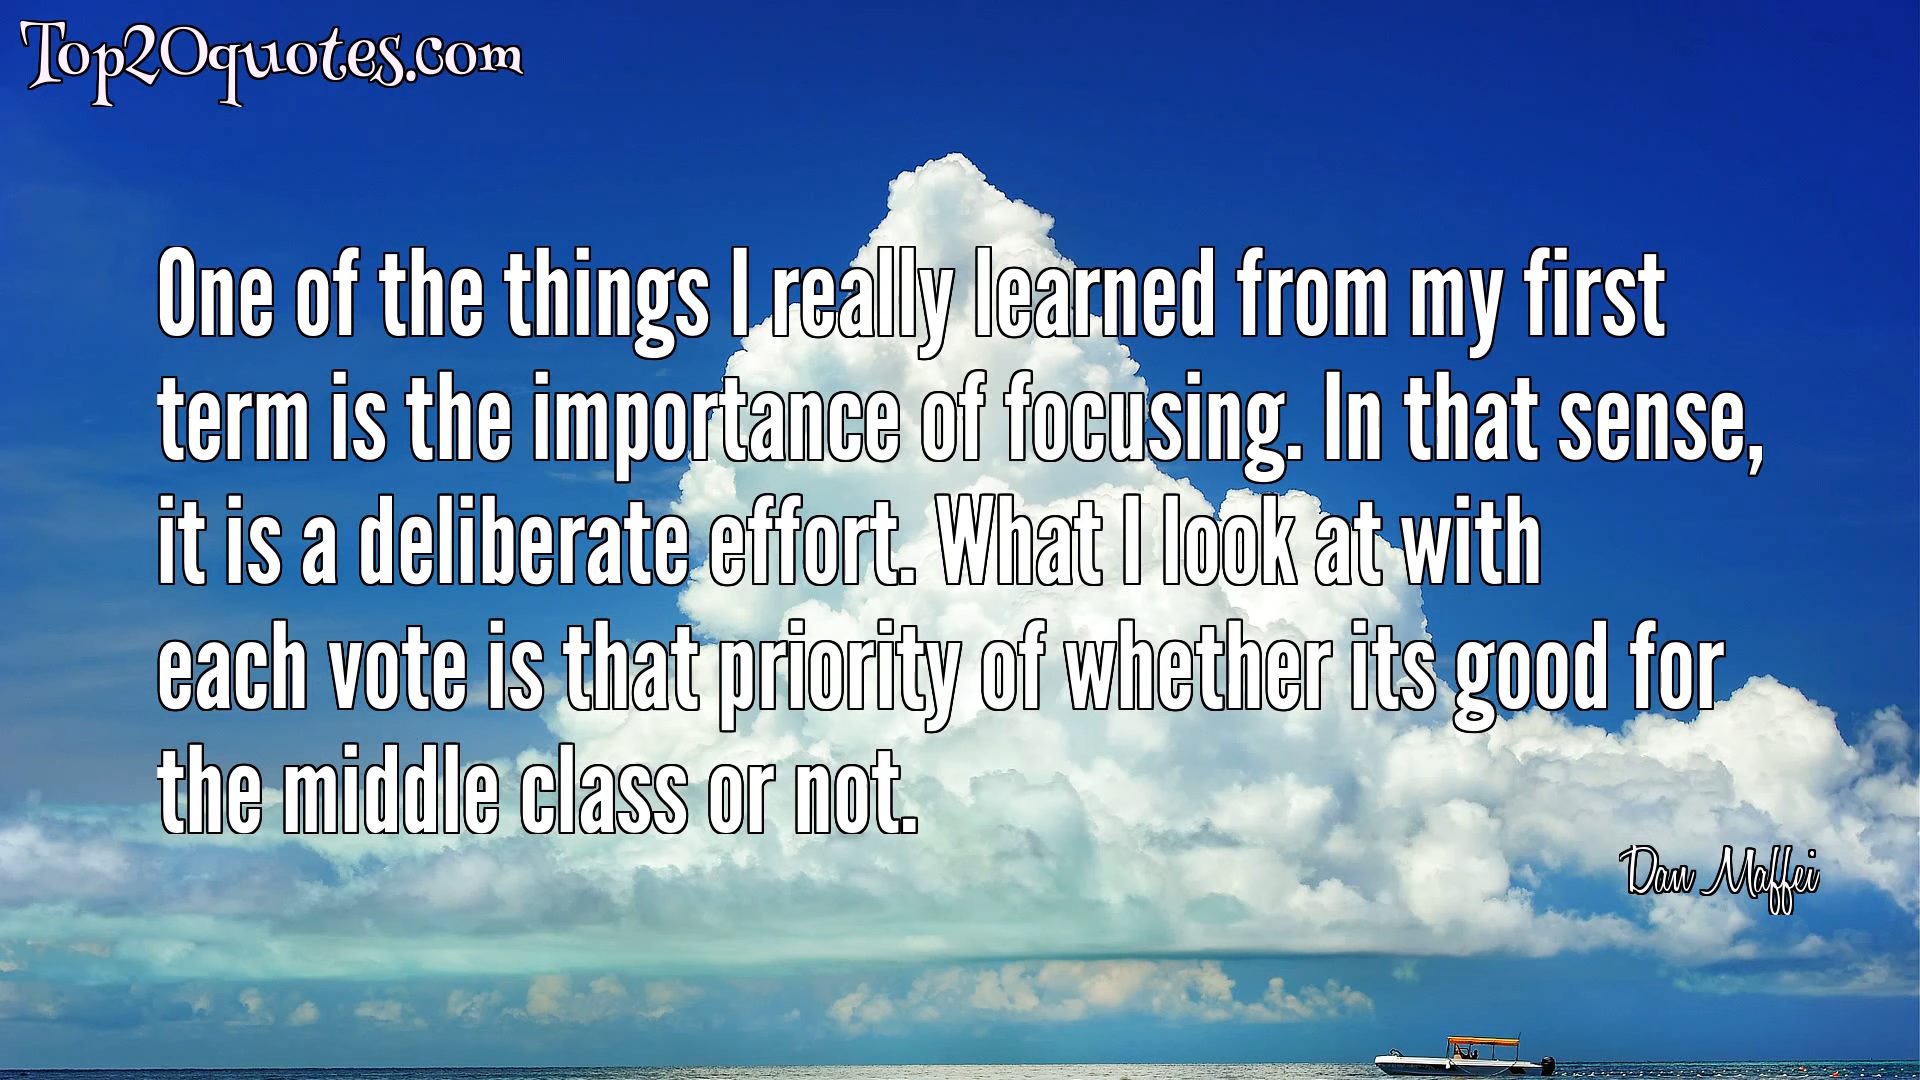 Top20quotes.com
One of the things I really learned from my first
term is the importance of focusing. In that sense,
it is a deliberate effort. What I look at with
each vote is that priority of whether its good for
the middle class or not.
Dan Maffei